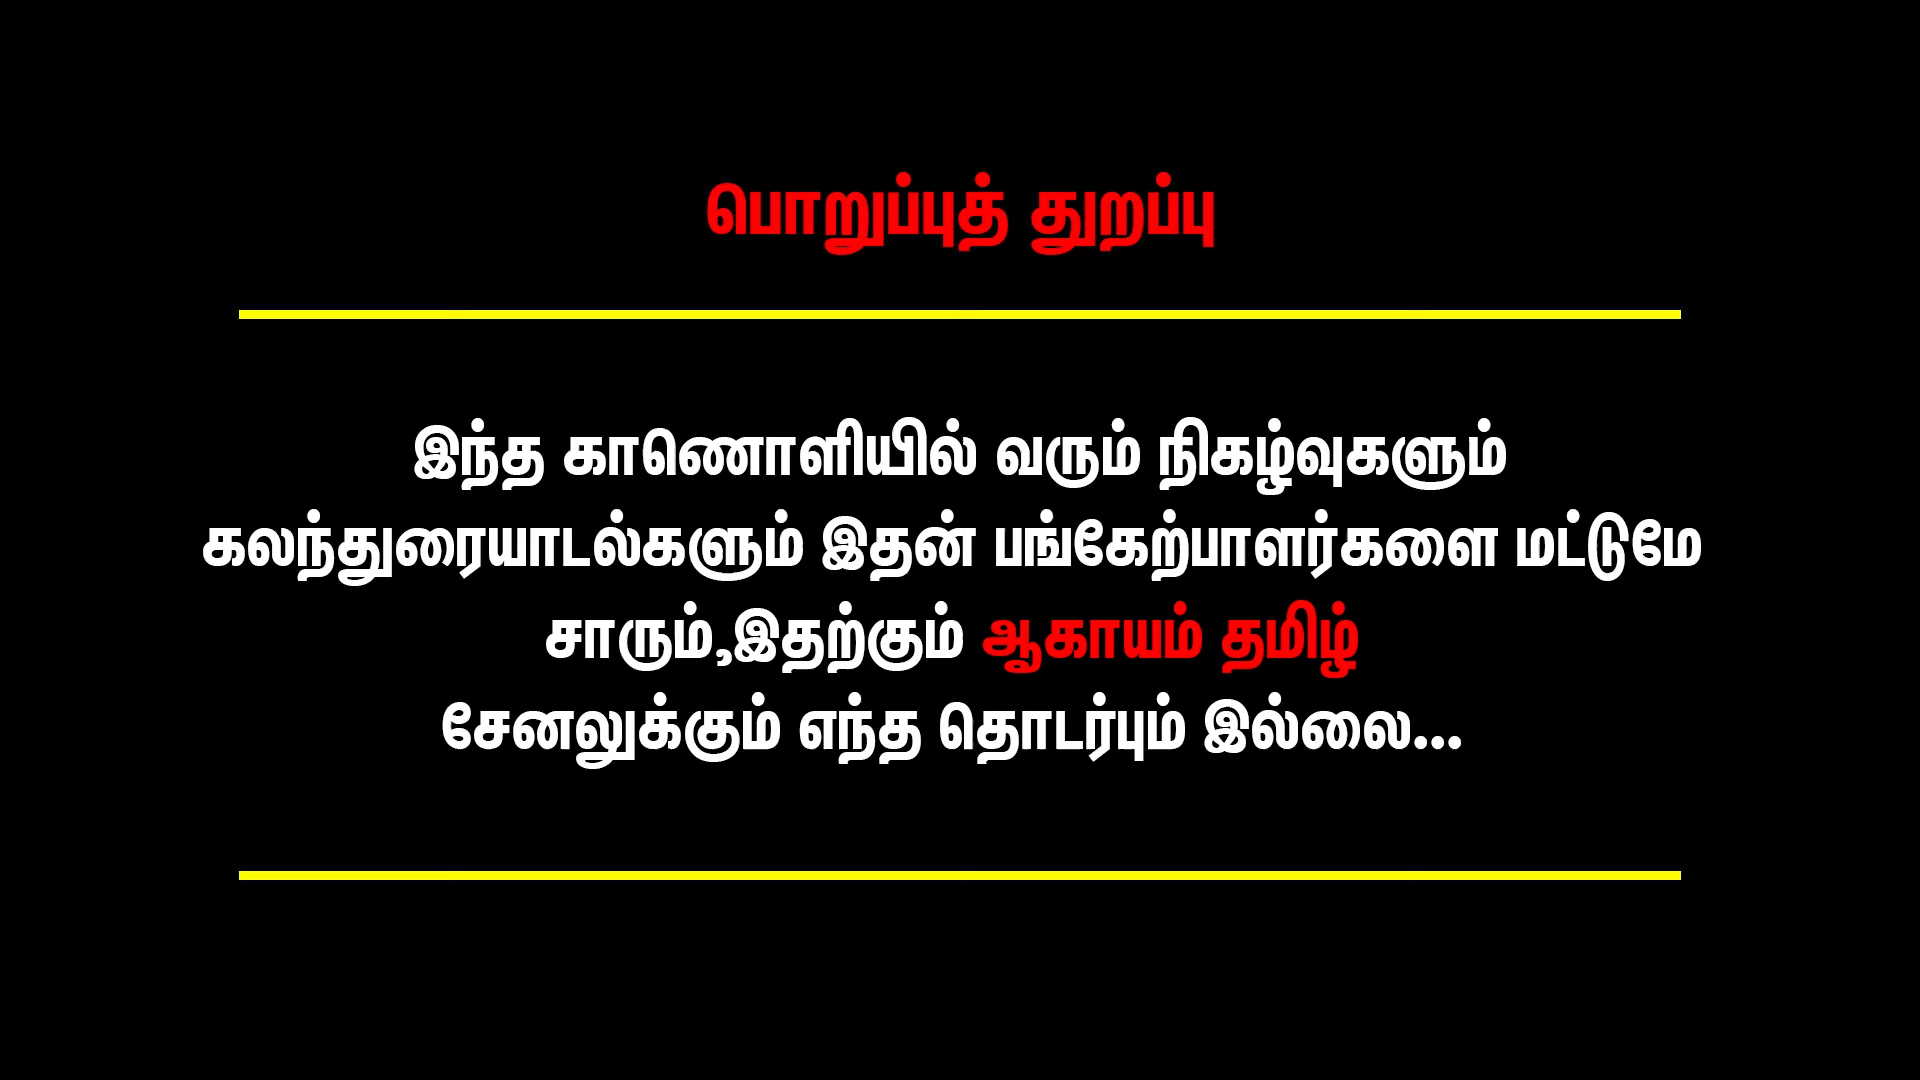 பொறுப்புத் துறப்பு
இந்த காணொளியில் வரும் நிகழ்வுகளும்
கலந்துரையாடல்களும் இதன் பங்கேற்பாளர்களை மட்டுமே
சாரும்,இதற்கும் ஆகாயம் தமிழ்
சேனலுக்கும் எந்த தொடர்பும் இல்லை...